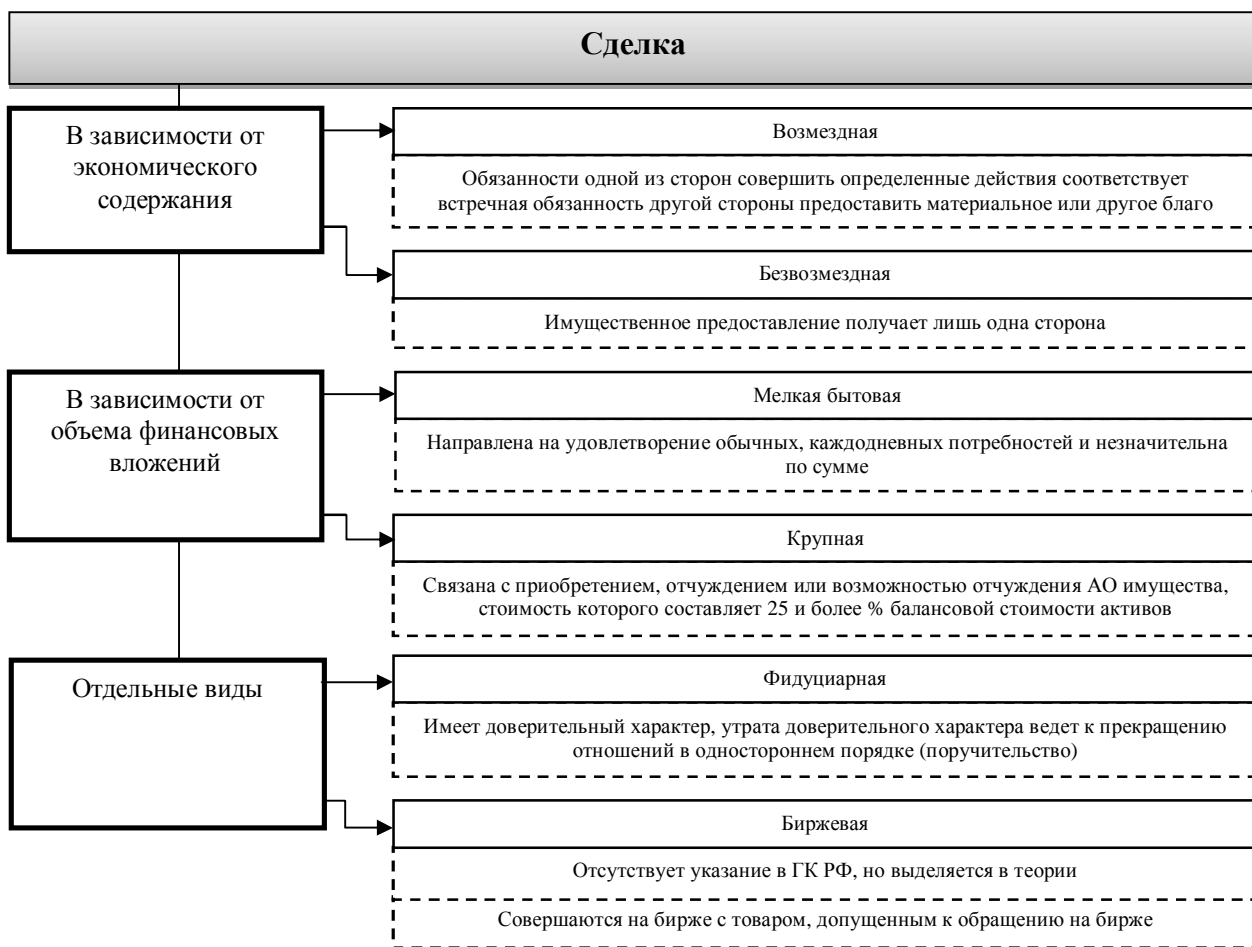 Сделка
В зависимости от
экономического
содержания
Возмездная
Обязанности одной из сторон совершить определенные действия соответствует
встречная обязанность другой стороны предоставить материальное или другое благо
Безвозмездная
Имущественное предоставление получает лишь одна сторона
В зависимости от
объема финансовых
вложений
Мелкая бытовая
Направлена на удовлетворение обычных, каждодневных потребностей и незначительна
по сумме
Крупная
Связана с приобретением, отчуждением или возможностью отчуждения АО имущества,
стоимость которого составляет 25 и более % балансовой стоимости активов
Отдельные виды
Фидуциарная
Имеет доверительный характер, утрата доверительного характера ведет к прекращению
отношений в одностороннем порядке (поручительство)
Биржевая
Отсутствует указание в ГК РФ, но выделяется в теории
Совершаются на бирже с товаром, допущенным к обращению на бирже